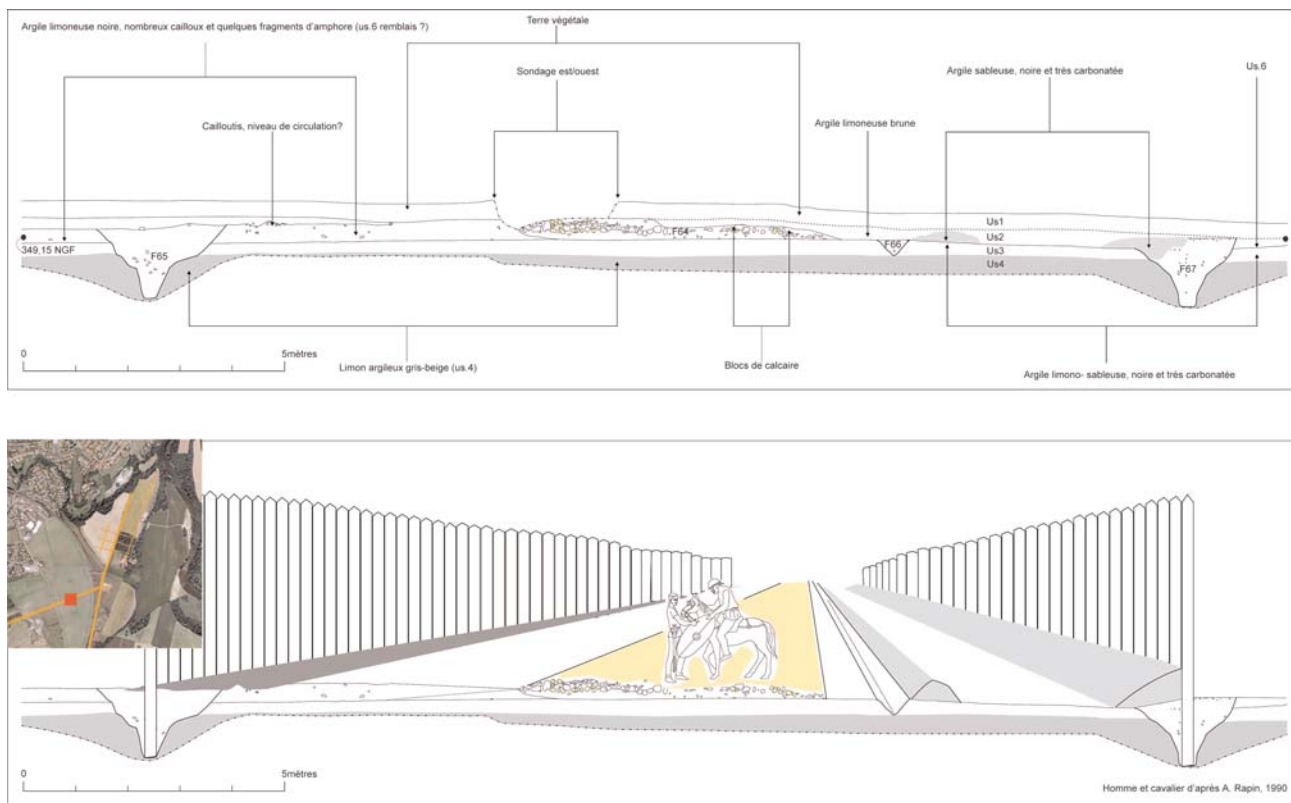 Argile limoneuse noire, nombreux cailloux et quelques fragments d'amphore (us.6 remblais ?)
Terre végétale
Sondage est/ouest
Argile sableuse, noire et très carbonatée
Us.6
Cailloutis, niveau de circulation?
Argile limoneuse brune
349,15 NGF
F65
F64
F66
F67
Us1
Us2
Us3
Us4
0
5mètres
Limon argileux gris-beige (us.4)
Blocs de calcaire
Argile limono- sableuse, noire et très carbonatée
0
5mètres
Homme et cavalier d'après A. Rapin, 1990